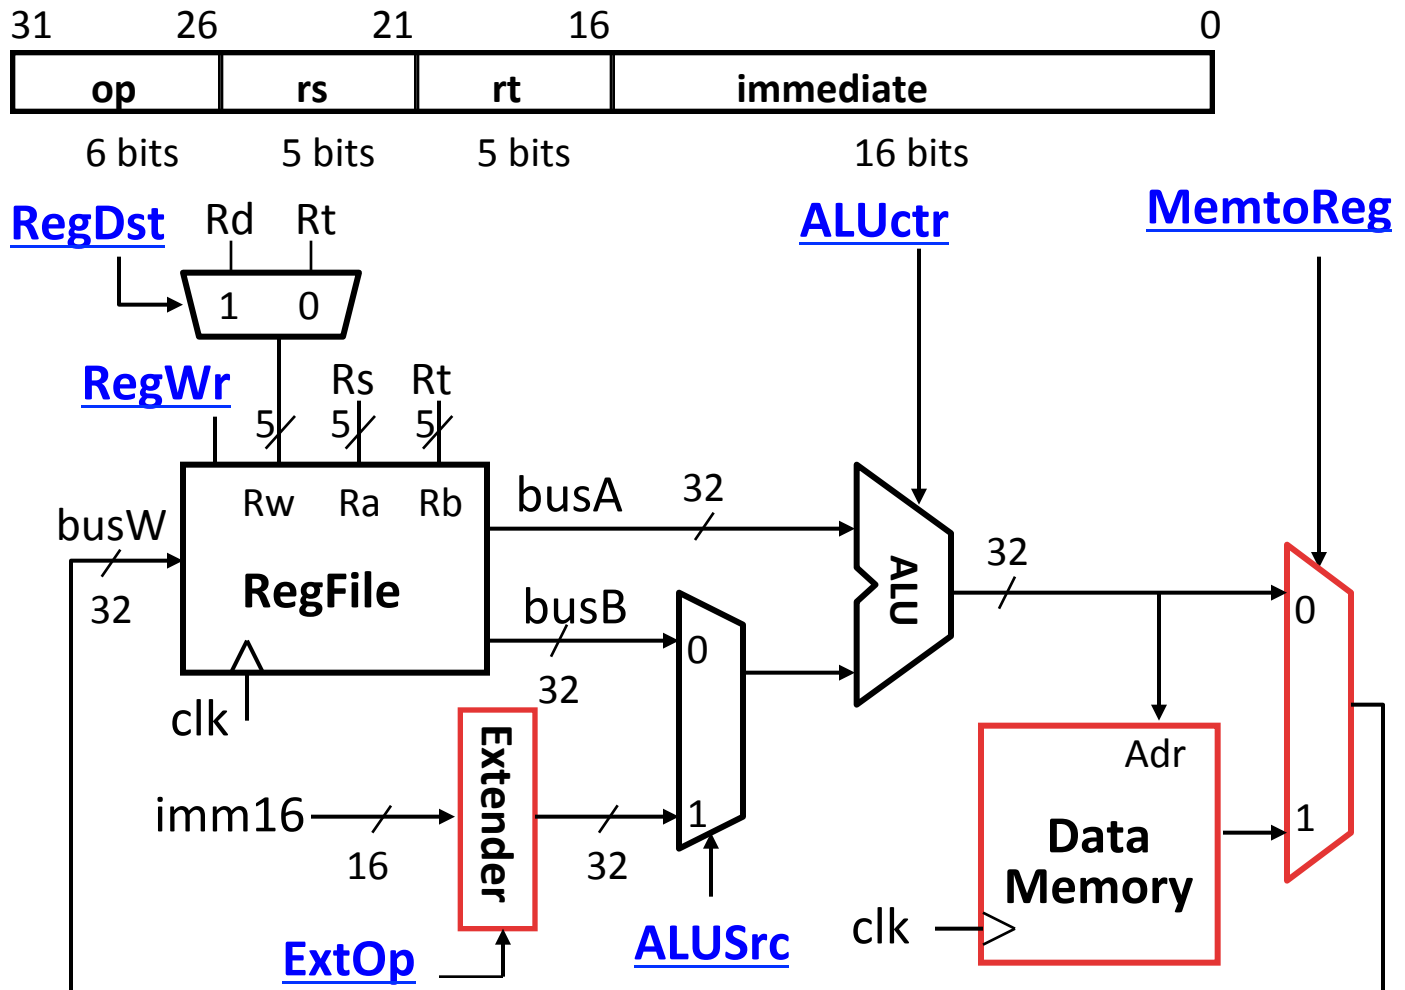 31 26 21 16 0
op rs rt immediate
6 bits 5 bits 5 bits 16 bits
RegDst Rd Rt ALUctr MemtoReg
1 0
RegWr Rs Rt
5 5 5
Rw Ra Rb busA 32
busW
32
RegFile
ALU
32
busB
32
0
0
clk
Extender
Adr
imm16
16
32
1
1
Data
Memory
clk
ExtOp
ALUSrc